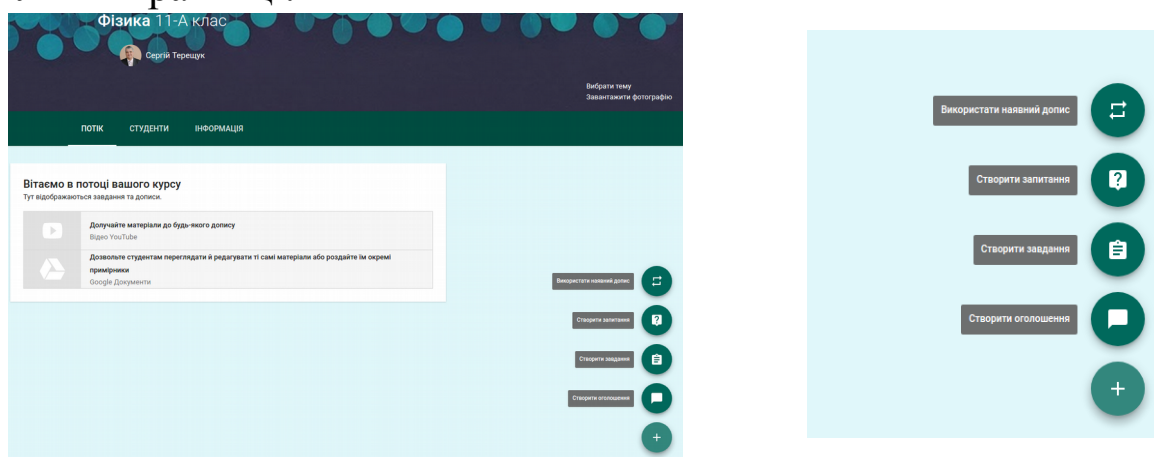 Фізика 11-А клас
Сергій Терещук
Вибрати тему
Завантажити фотографію
ПОТІК СТУДЕНТИ ІНФОРМАЦІЯ
Вітаємо в потоці вашого курсу
Тут відображаються завдання та дописи.
Долучайте матеріали до будь-якого допису
Відео YouTube
Дозвольте студентам переглядати й редагувати ті самі матеріали або роздайте їм окремі
примірники
Google Документи
Використати наявний допис
Створити запитання
Створити завдання
Створити оголошення
Використати наявний допис
Створити запитання
Створити завдання
Створити оголошення